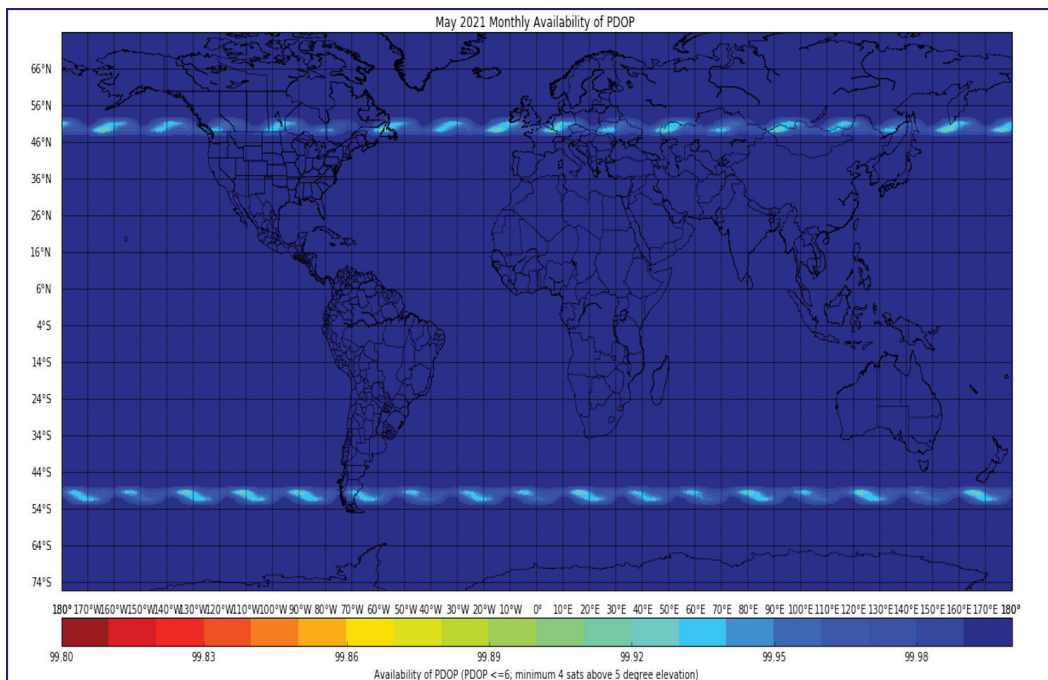 May 2021 Monthly Availability of PDOP
66°N
56°N
46°N
36°N
26°N
16°N
6°N
4°S
14°S
24°S
34°S
44°S
54°S
64°S
74°S
180° 170°W 160°W 150°W 140°W 130°W 120°W 110°W 100°W 90°W 80°W 70°W 60°W 50°W 40°W 30°W 20°W 10°W 0° 10°E 20°E 30°E 40°E 50°E 60°E 70°E 80°E 90°E 100°E 110°E 120°E 130°E 140°E 150°E 160°E 170°E 180°
99.80 99.83 99.86 99.89 99.92 99.95 99.98
Availability of PDOP (PDOP <=6; minimum 4 sats above 5 degree elevation)